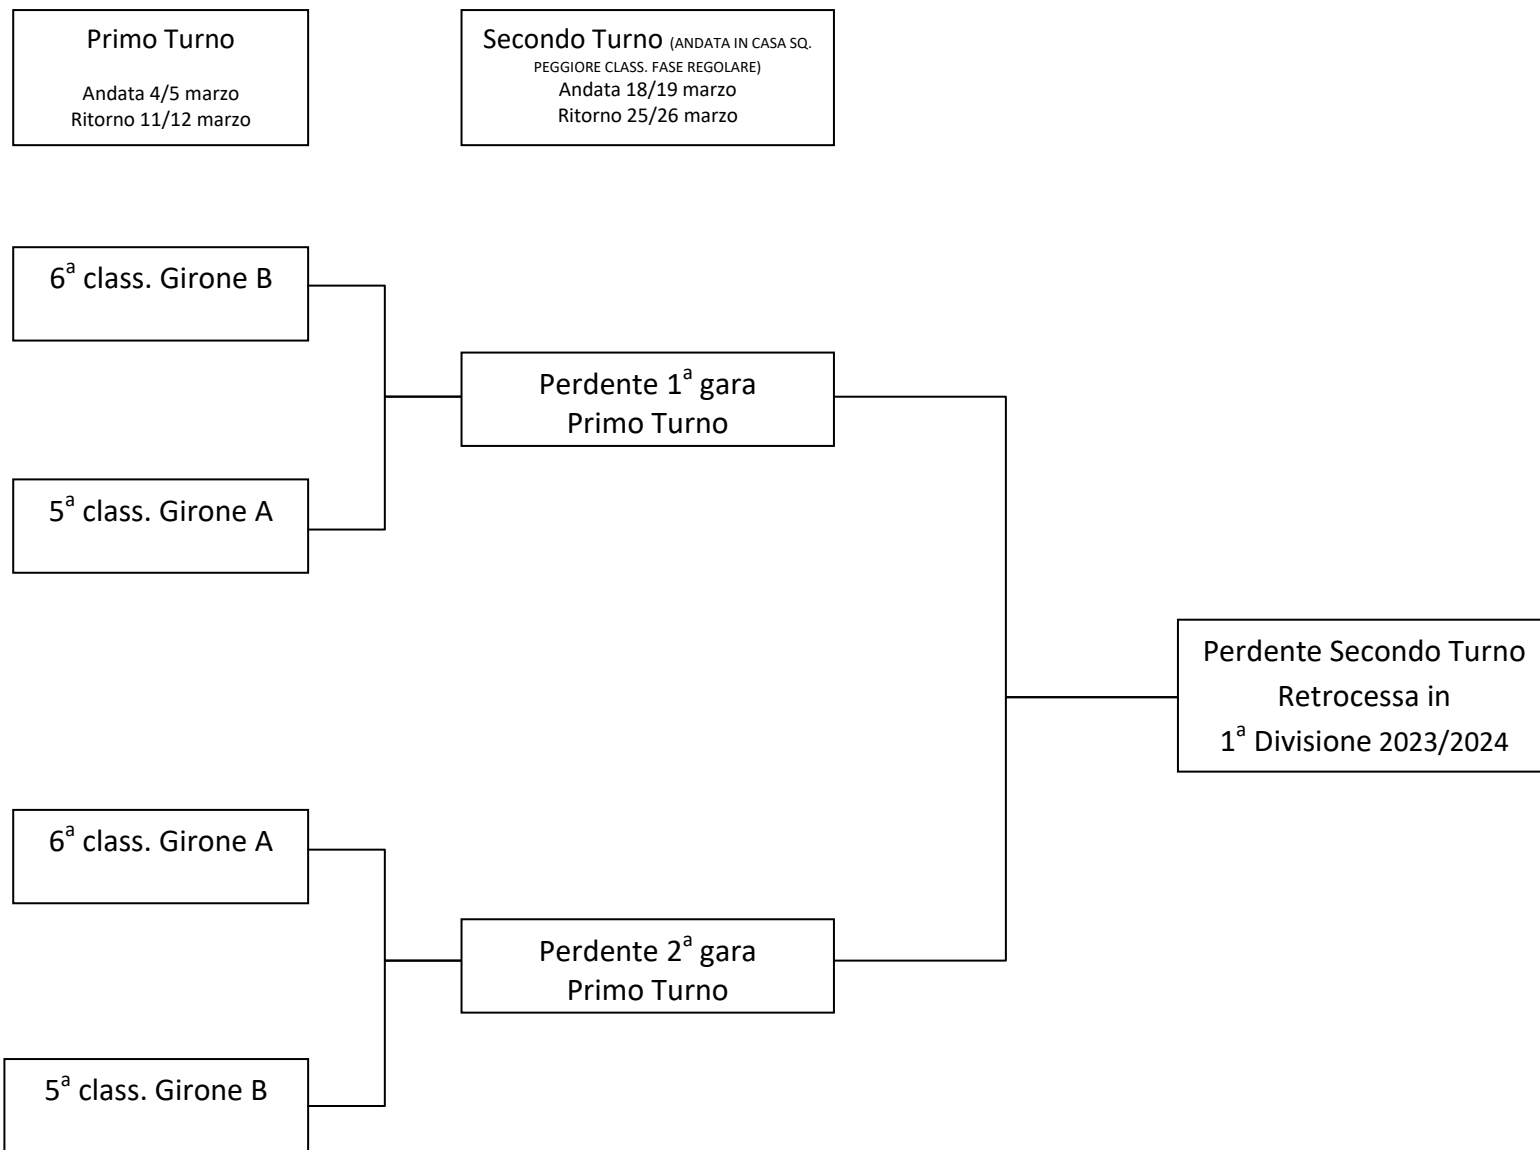 Primo Turno
Andata 4/5 marzo
Ritorno 11/12 marzo
Secondo Turno (ANDATA IN CASA SQ.
PEGGIORE CLASS. FASE REGOLARE)
Andata 18/19 marzo
Ritorno 25/26 marzo
6ª class. Girone B
Perdente 1ª gara
Primo Turno
5ª class. Girone A
Perdente Secondo Turno
Retrocessa in
1ª Divisione 2023/2024
6ª class. Girone A
Perdente 2ª gara
Primo Turno
5ª class. Girone B